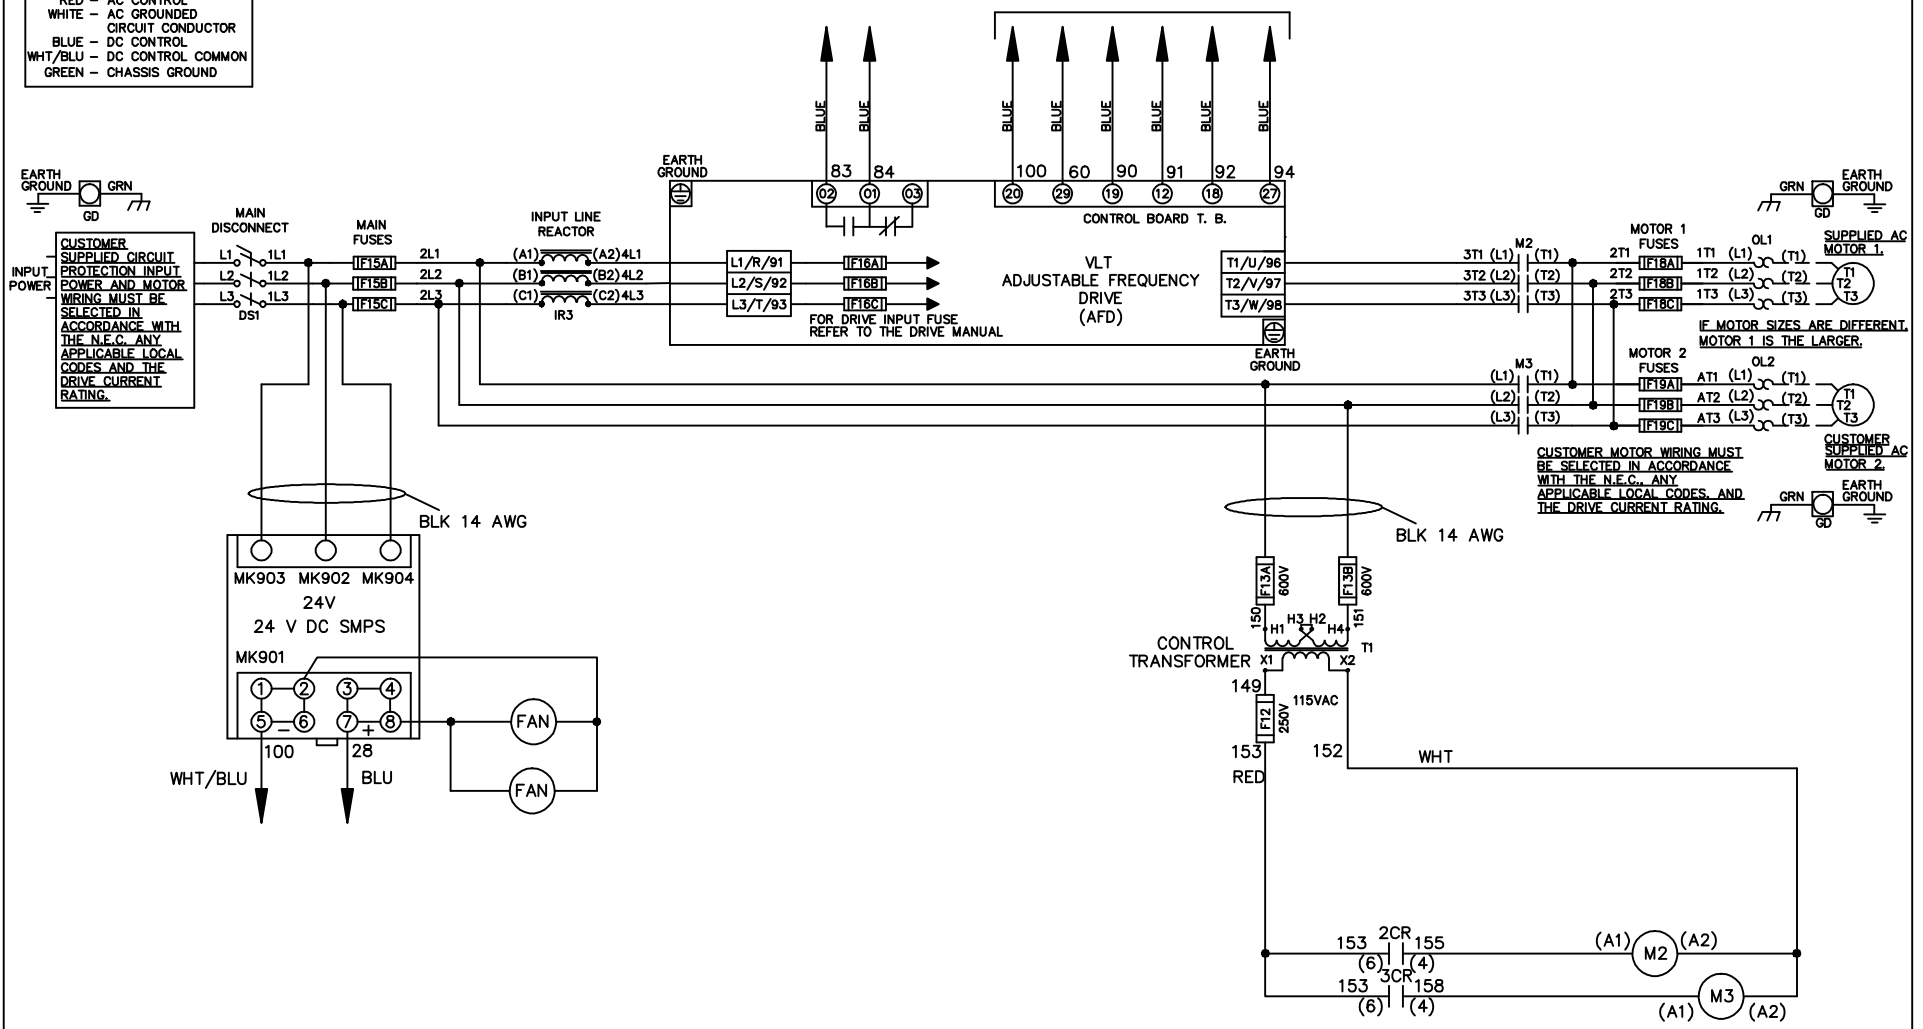 RED – AC CONTROL
WHITE – AC GROUNDED
CIRCUIT CONDUCTOR
BLUE – DC CONTROL
WHT/BLU – DC CONTROL COMMON
GREEN – CHASSIS GROUND
BLUE
BLUE
BLUE
BLUE
BLUE
BLUE
BLUE
BLUE
83
84
100
60
90
91
92
94
02
01
03
20
29
19
12
18
27
CONTROL BOARD T. B.
EARTH
GROUND
EARTH
GROUND
GRN
GD
MAIN
DISCONNECT
MAIN
FUSES
INPUT LINE
REACTOR
INPUT
POWER
CUSTOMER
SUPPLIED CIRCUIT
PROTECTION INPUT
POWER AND MOTOR
WIRING MUST BE
SELECTED IN
ACCORDANCE WITH
THE N.E.C. ANY
APPLICABLE LOCAL
CODES AND THE
DRIVE CURRENT
RATING.
L1 1L1 F15A 2L1 (A1) (A2) 4L1 L1/R/91 F16A
L2 1L2 F15B 2L2 (B1) (B2) 4L2 L2/S/92 F16B
L3 1L3 F15C 2L3 (C1) (C2) 4L3 L3/T/93 F16C
DS1
IR3
FOR DRIVE INPUT FUSE
REFER TO THE DRIVE MANUAL
VLT
ADJUSTABLE FREQUENCY
DRIVE
(AFD)
T1/U/96
T2/V/97
T3/W/98
EARTH
GROUND
GRN
EARTH
GROUND
GD
MOTOR 1
FUSES
OL1
M2
3T1 (L1) (T1) 2T1 F18A 1T1 (L1) (T1)
3T2 (L2) (T2) 2T2 F18B 1T2 (L2) (T2)
3T3 (L3) (T3) 2T3 F18C 1T3 (L3) (T3)
T1
T2
T3
SUPPLIED AC
MOTOR 1.
IF MOTOR SIZES ARE DIFFERENT,
MOTOR 1 IS THE LARGER.
MOTOR 2
FUSES
OL2
M3
(L1) (T1) F19A AT1 (L1) (T1)
(L2) (T2) F19B AT2 (L2) (T2)
(L3) (T3) F19C AT3 (L3) (T3)
T1
T2
T3
CUSTOMER
SUPPLIED AC
MOTOR 2.
CUSTOMER MOTOR WIRING MUST
BE SELECTED IN ACCORDANCE
WITH THE N.E.C., ANY
APPLICABLE LOCAL CODES, AND
THE DRIVE CURRENT RATING.
GRN
EARTH
GROUND
GD
BLK 14 AWG
BLK 14 AWG
MK903 MK902 MK904
24V
24 V DC SMPS
MK901
1 2 3 4
5 – 6 7 + 8
100
28
WHT/BLU
BLU
FAN
FAN
F13A
600V
F13B
600V
150
151
H1 H3 H2 H4
T1
CONTROL
TRANSFORMER
X1 X2
149
115VAC
F12
250V
153
152
RED
WHT
153 2CR 155
(6) (4)
(A1) M2 (A2)
153 3CR 158
(6) (4)
(A1) M3 (A2)